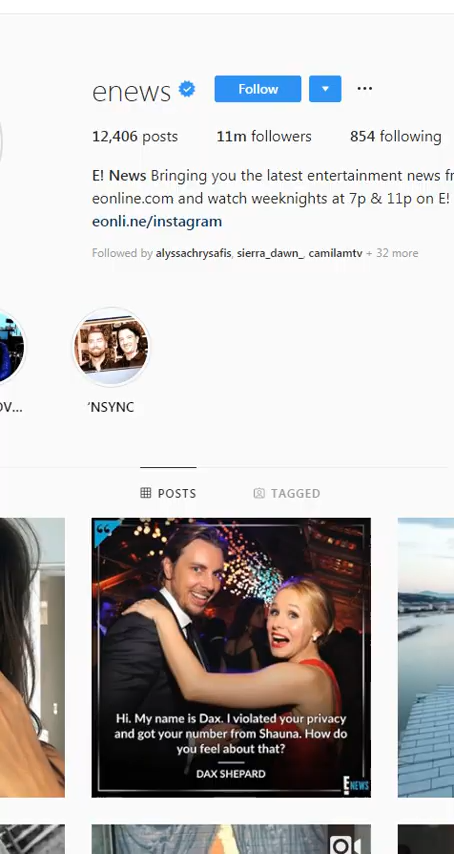 enews Follow
12,406 posts 11m followers 854 following
E! News Bringing you the latest entertainment news fr
eonline.com and watch weeknights at 7p & 11p on E!
eonli.ne/instagram
Followed by alyssachrysafis, sierra_dawn_, camilamtv + 32 more
OV... 'NSYNC
POSTS TAGGED
Hi. My name is Dax. I violated your privacy
and got your number from Shauna. How do
you feel about that?
DAX SHEPARD
E NEWS